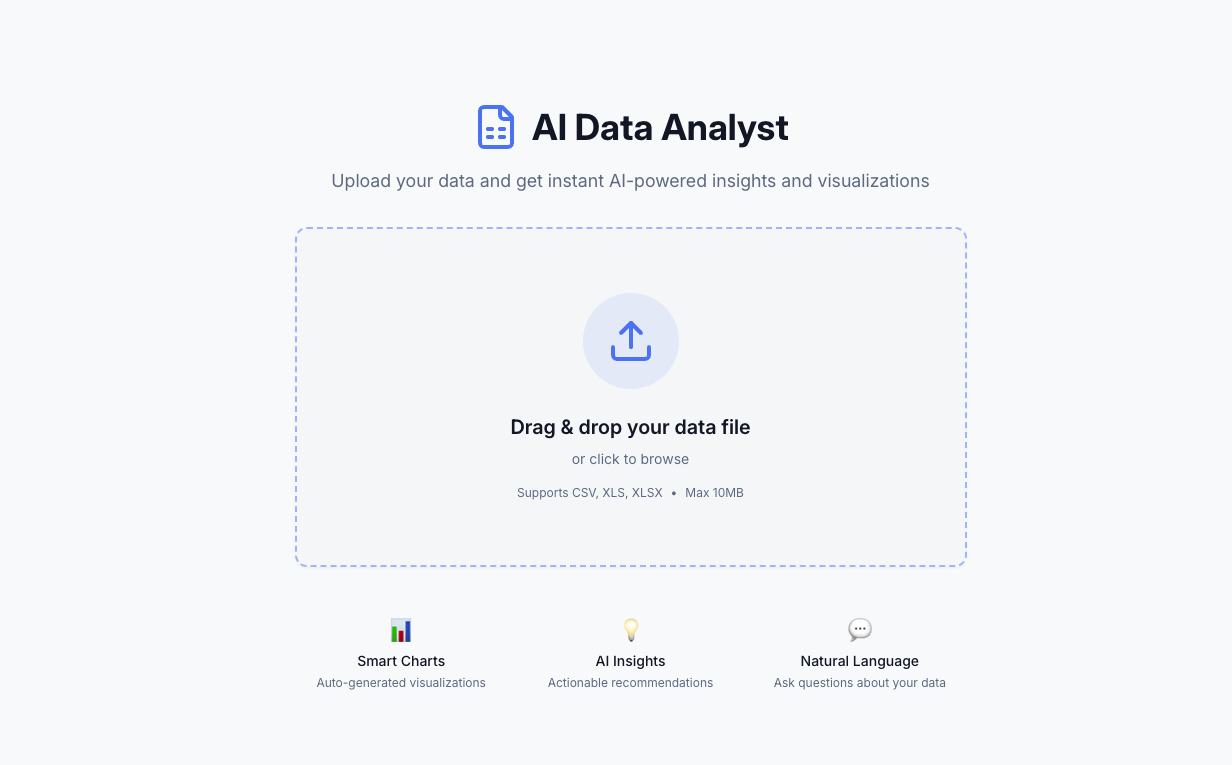 AI Data Analyst
Upload your data and get instant AI-powered insights and visualizations
Drag & drop your data file
or click to browse
Supports CSV, XLS, XLSX • Max 10MB
Smart Charts
Auto-generated visualizations
AI Insights
Actionable recommendations
Natural Language
Ask questions about your data